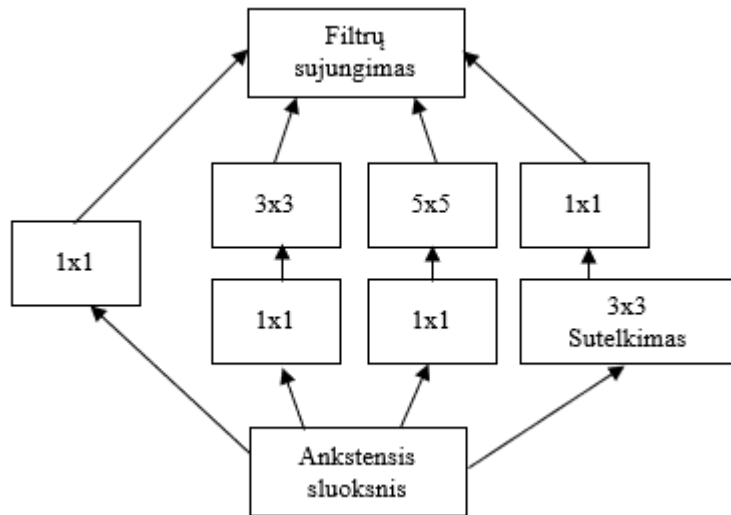 Filtrų
sujungimas
3x3
5x5
1x1
1x1
1x1
1x1
3x3
Sutelkimas
Ankstensis
sluoksnis